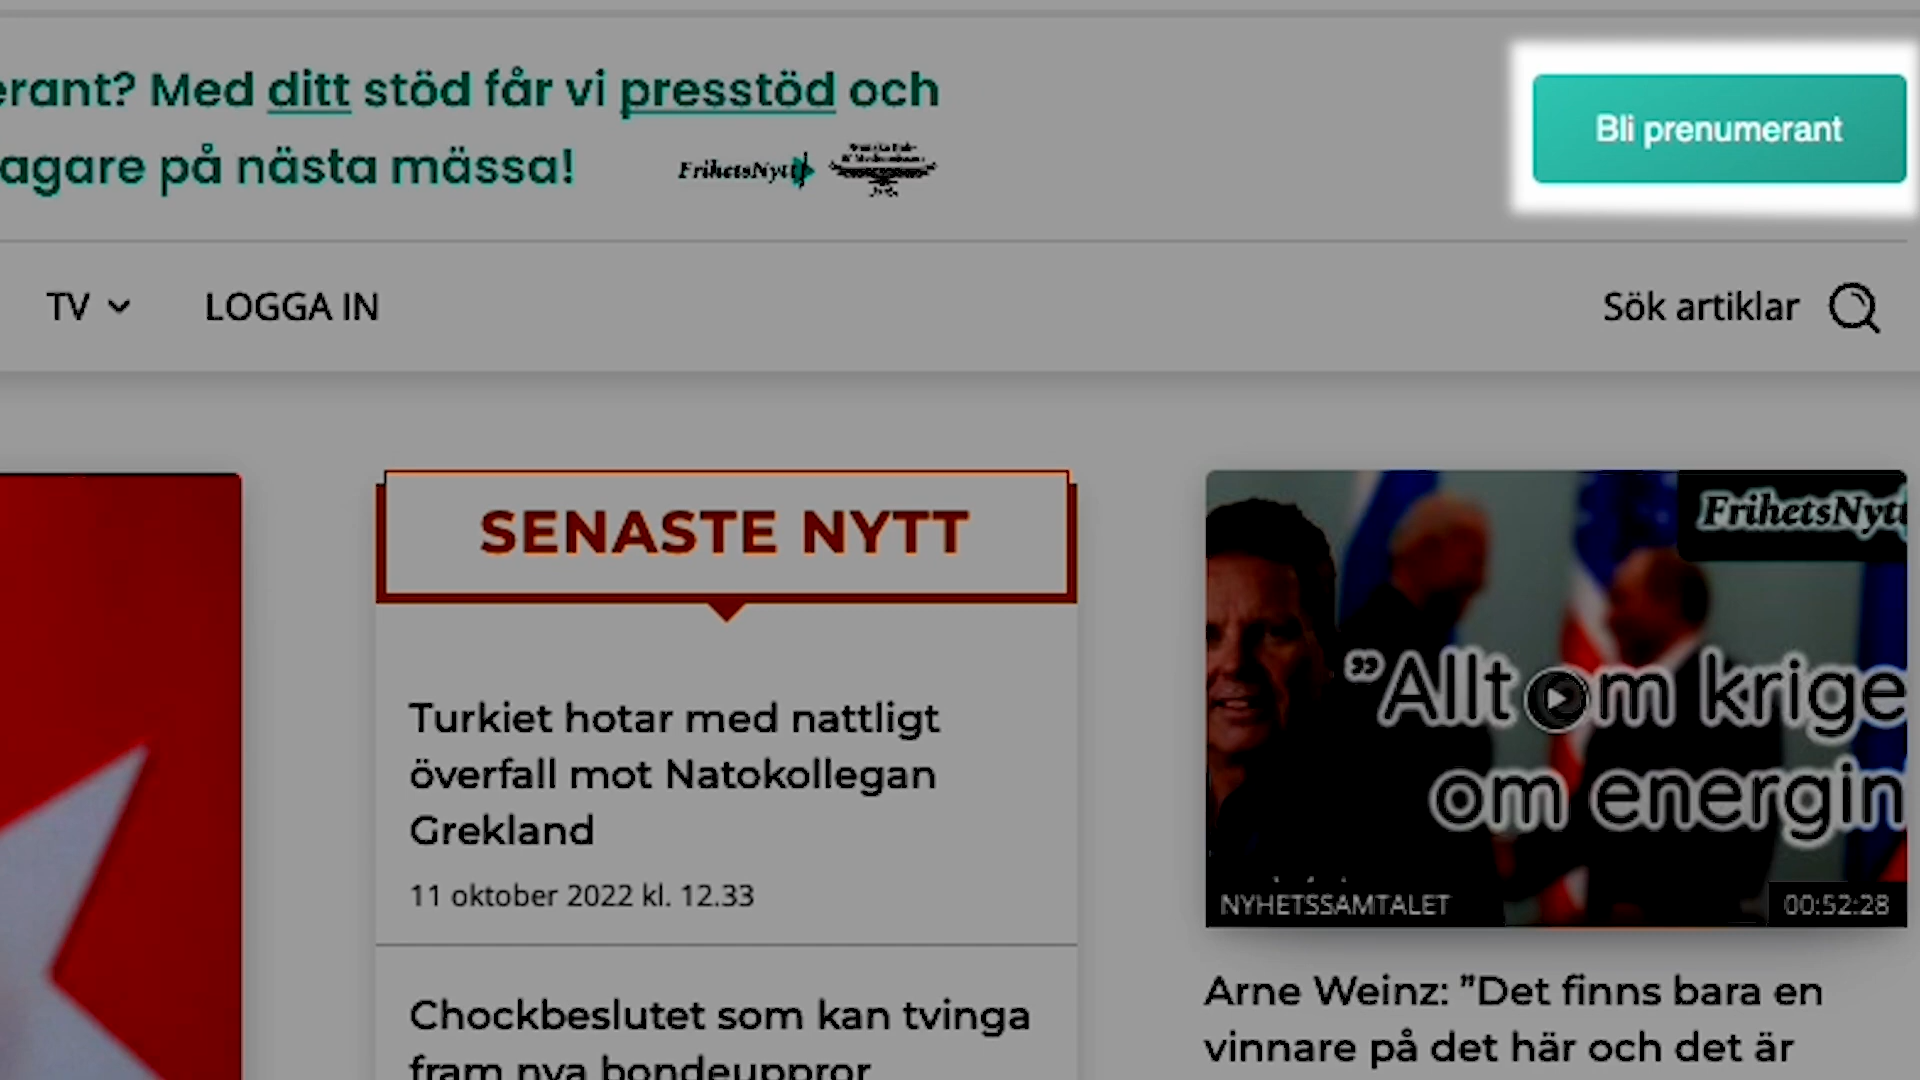 erant? Med ditt stöd får vi presstöd och
agare på nästa mässa!
FrihetsNytt
Bli prenumerant
TV
LOGGA IN
Sök artiklar
SENASTE NYTT
Turkiet hotar med nattligt
överfall mot Natokollegan
Grekland
11 oktober 2022 kl. 12.33
Chockbeslutet som kan tvinga
fram nya bondeuppror
FrihetsNytt
”Allt om krige
om energin
NYHETSSAMTALET
00:52:28
Arne Weinz: ”Det finns bara en
vinnare på det här och det är